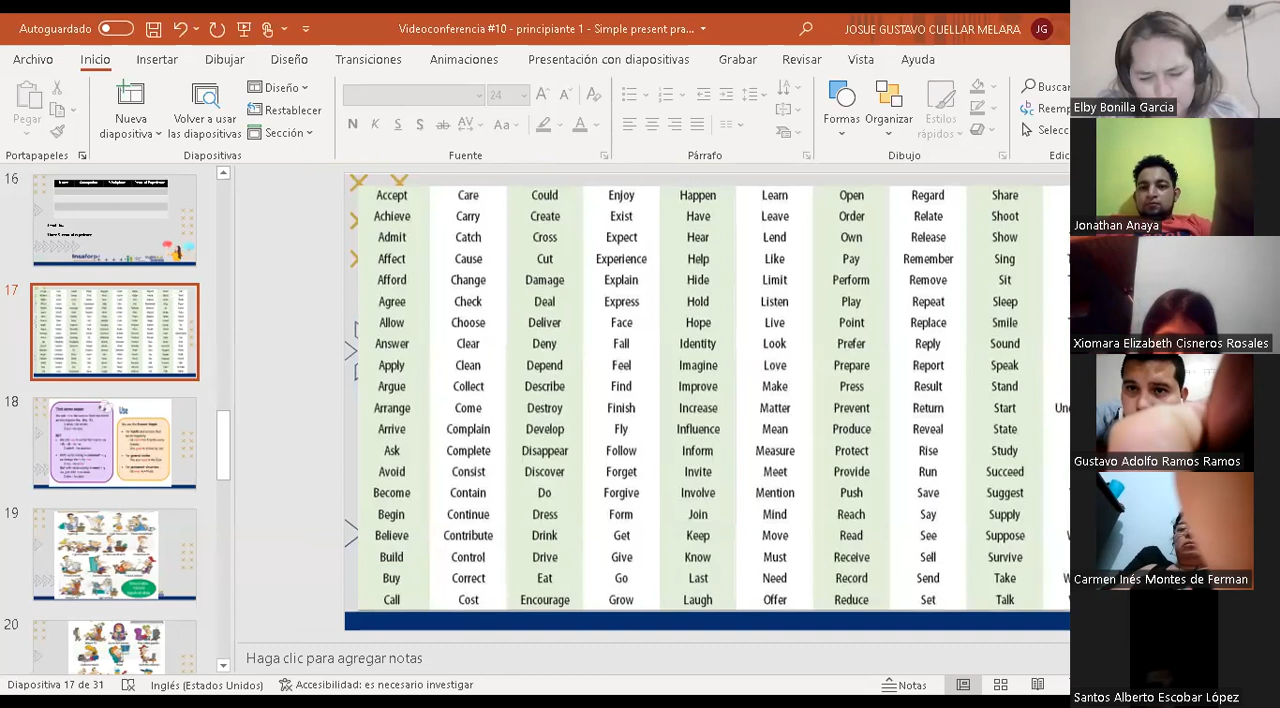 Autoguardado
Videoconferencia #10 - principiante 1 - Simple present pra...
JOSUE GUSTAVO CUELLAR MELARA
JG
Archivo Inicio Insertar Dibujar Diseño Transiciones Animaciones Presentación con diapositivas Grabar Revisar Vista Ayuda
Pegar
Nueva diapositiva
Volver a usar las diapositivas
Diseño
Restablecer
Sección
24
Formas
Organizar
Estilos rápidos
Buscar
Reemp
Selecc
Portapapeles Diapositivas Fuente Párrafo Dibujo Edic
16
17
18
19
20
Use
Accept Care Could Enjoy Happen Learn Open Regard Share
Achieve Carry Create Exist Have Leave Order Relate Shoot
Admit Catch Cross Expect Hear Lend Own Release Show
Affect Cause Cut Experience Help Like Pay Remember Sing
Afford Change Damage Explain Hide Limit Perform Remove Sit
Agree Check Deal Express Hold Listen Play Repeat Sleep
Allow Choose Deliver Face Hope Live Point Replace Smile
Answer Clear Deny Fall Identity Look Prefer Reply Sound
Apply Clean Depend Feel Imagine Love Prepare Report Speak
Argue Collect Describe Find Improve Make Press Result Stand
Arrange Come Destroy Finish Increase Matter Prevent Return Start
Arrive Complain Develop Fly Influence Mean Produce Reveal State
Ask Complete Disappear Follow Inform Measure Protect Rise Study
Avoid Consist Discover Forget Invite Meet Provide Run Succeed
Become Contain Do Forgive Involve Mention Push Save Suggest
Begin Continue Dress Form Join Mind Reach Say Supply
Believe Contribute Drink Get Keep Move Read See Suppose
Build Control Drive Give Know Must Receive Sell Survive
Buy Correct Eat Go Last Need Record Send Take
Call Cost Encourage Grow Laugh Offer Reduce Set Talk
Haga clic para agregar notas
Diapositiva 17 de 31 Inglés (Estados Unidos) Accesibilidad: es necesario investigar Notas
Elby Bonilla Garcia
Jonathan Anaya
Xiomara Elizabeth Cisneros Rosales
Gustavo Adolfo Ramos Ramos
Carmen Inés Montes de Ferman
Santos Alberto Escobar López